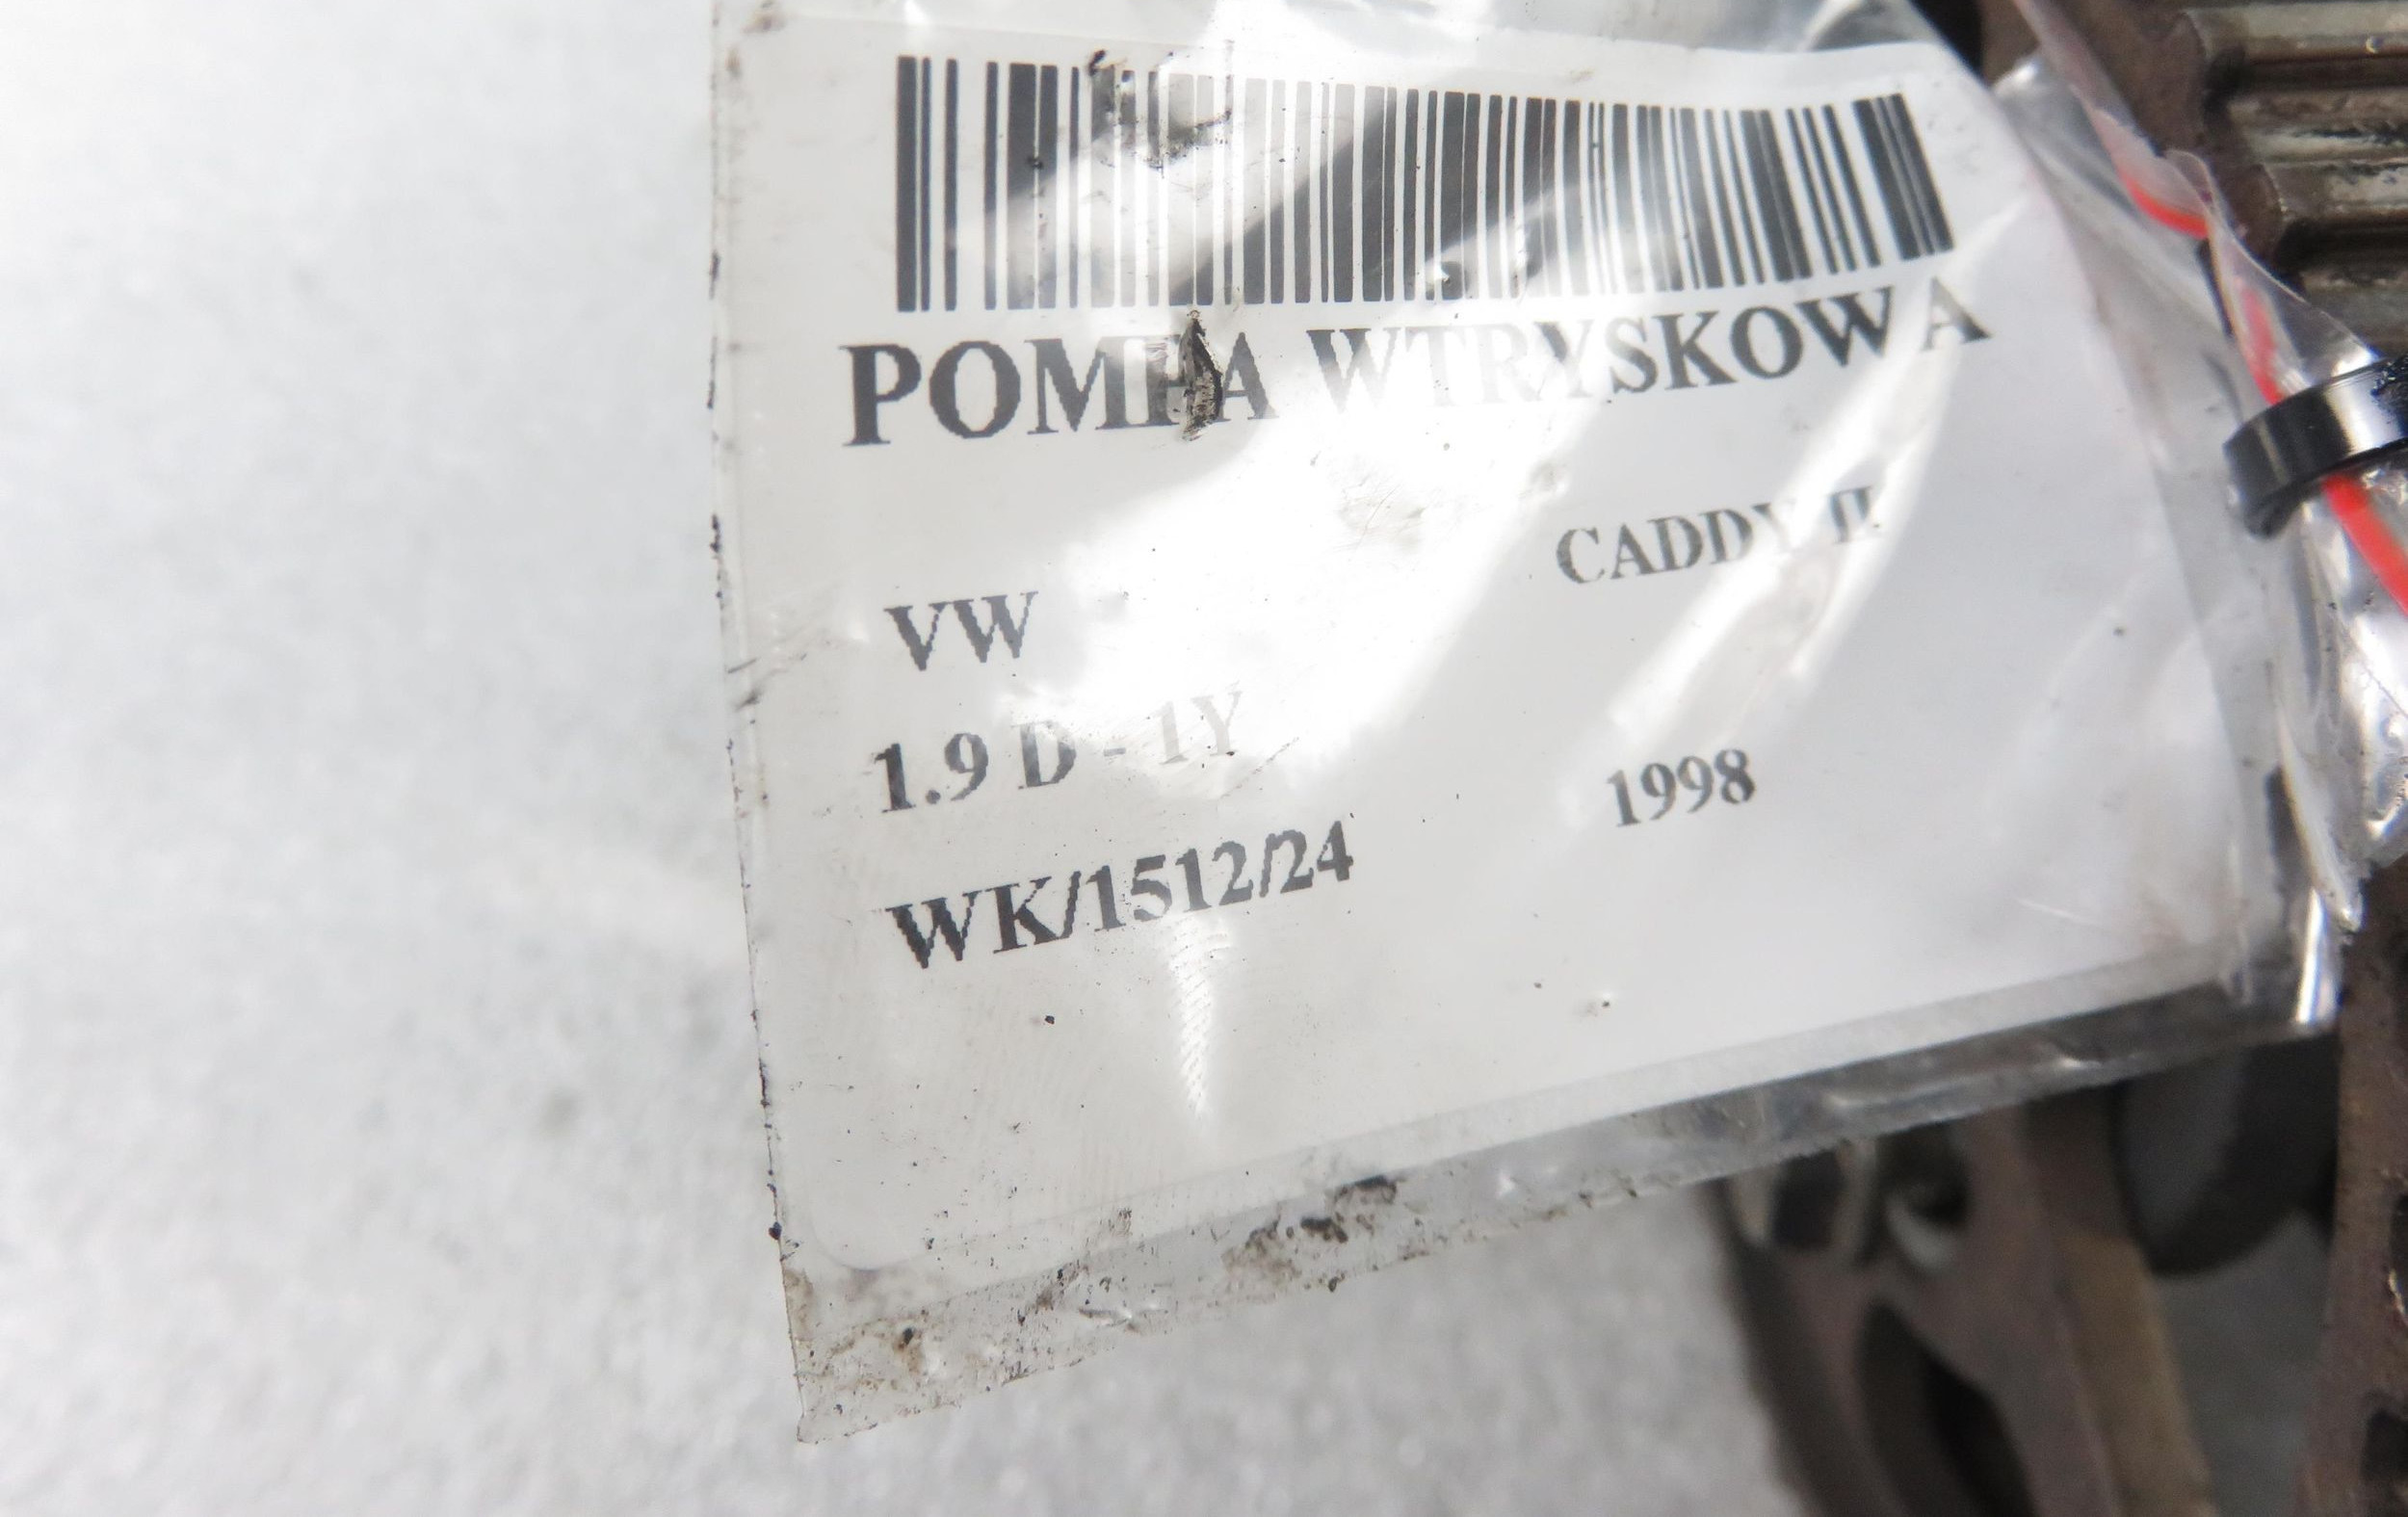 POMPA WTRYSKOWA
VW CADDY II
1.9 D - 1Y 1998
WK/1512/24